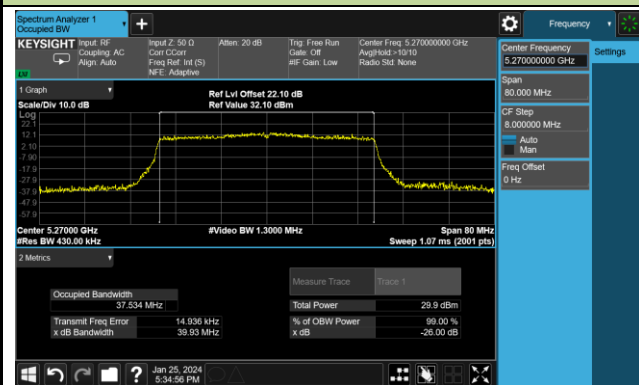 Spectrum Analyzer 1
Occupied BW
+
Frequency
KEYSIGHT
Input: RF
Coupling: AC
Align: Auto
Input Z: 50 Ω
Corr CCorr
Freq Ref: Int (S)
NFE: Adaptive
Atten: 20 dB
Trig: Free Run
Gate: Off
#IF Gain: Low
Center Freq: 5.270000000 GHz
Avg|Hold:>10/10
Radio Std: None
LW
Center Frequency
5.270000000 GHz
Settings
Span
80.000 MHz
CF Step
8.000000 MHz
Auto
Man
Freq Offset
0 Hz
1 Graph
Scale/Div 10.0 dB
Ref Lvl Offset 22.10 dB
Ref Value 32.10 dBm
Log
22.1
12.1
2.10
-7.90
-17.9
-27.9
-37.9
-47.9
-57.9
Center 5.27000 GHz
#Res BW 430.00 kHz
#Video BW 1.3000 MHz
Span 80 MHz
Sweep 1.07 ms (2001 pts)
2 Metrics
Measure Trace
Trace 1
Occupied Bandwidth
37.534 MHz
Total Power
29.9 dBm
Transmit Freq Error
14.936 kHz
% of OBW Power
99.00 %
x dB Bandwidth
39.93 MHz
x dB
-26.00 dB
?
Jan 25, 2024
5:34:56 PM